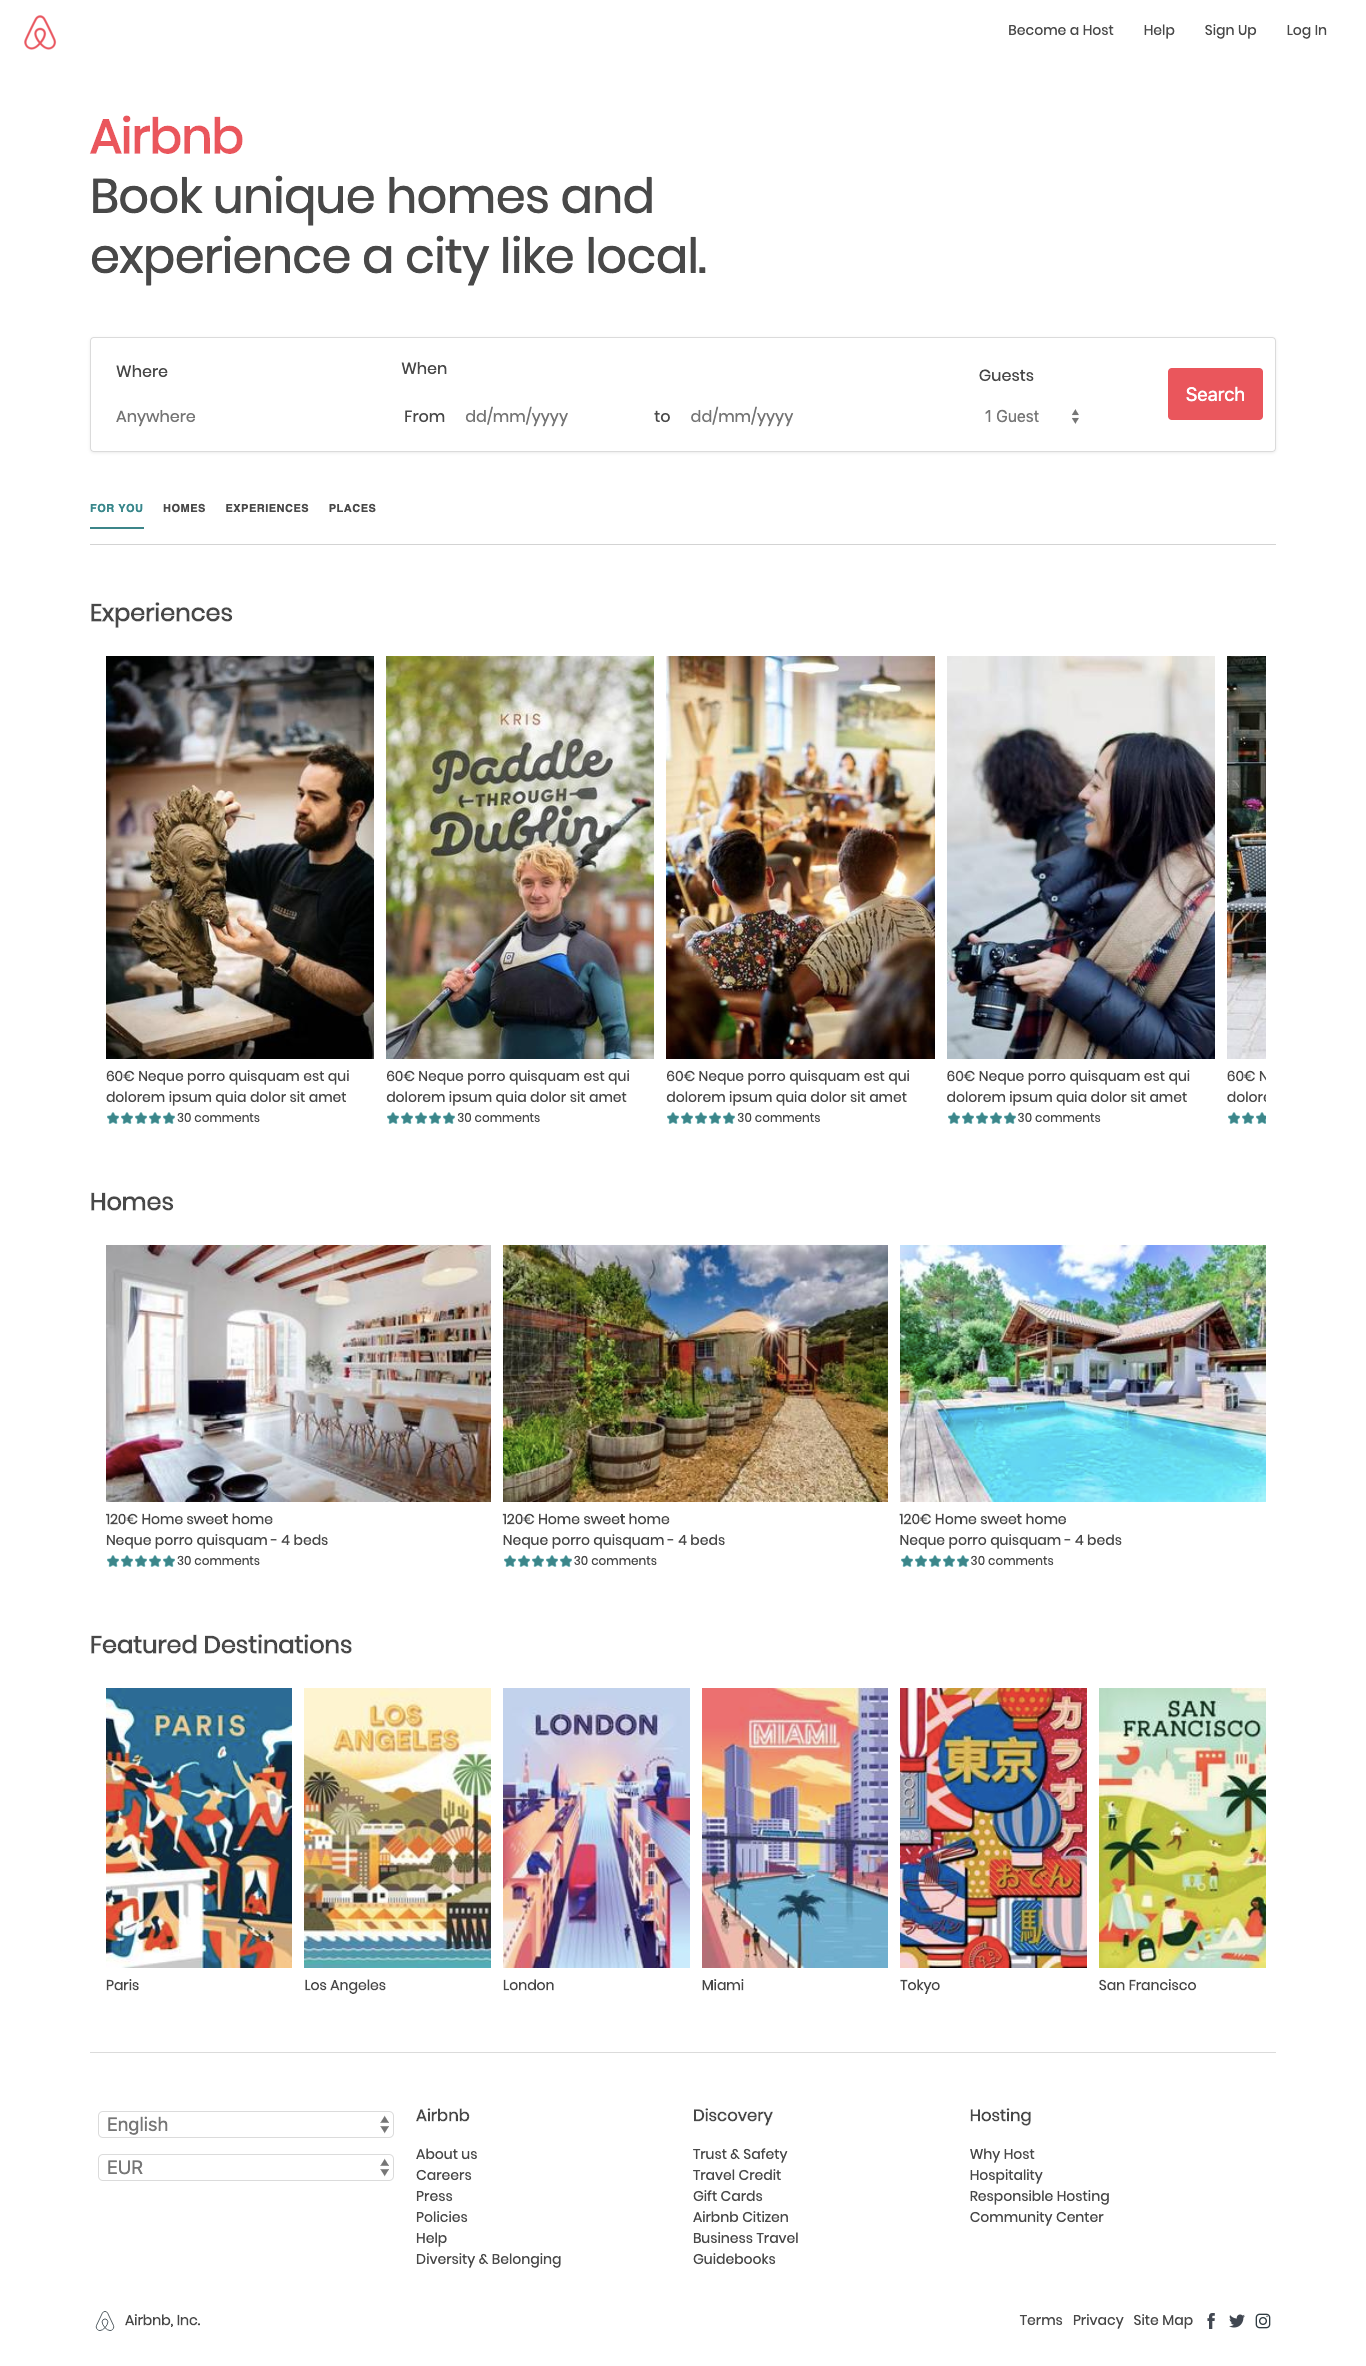 Become a Host Help Sign Up Log In
Airbnb
Book unique homes and
experience a city like local.
Where When Guests
Anywhere From dd/mm/yyyy to dd/mm/yyyy 1 Guest Search
FOR YOU HOMES EXPERIENCES PLACES
Experiences
KRIS
Paddle
THROUGH
Dublin
60€ Neque porro quisquam est qui
dolorem ipsum quia dolor sit amet
30 comments
60€ Neque porro quisquam est qui
dolorem ipsum quia dolor sit amet
30 comments
60€ Neque porro quisquam est qui
dolorem ipsum quia dolor sit amet
30 comments
60€ Neque porro quisquam est qui
dolorem ipsum quia dolor sit amet
30 comments
60€ N
dolore
Homes
120€ Home sweet home
Neque porro quisquam - 4 beds
30 comments
120€ Home sweet home
Neque porro quisquam - 4 beds
30 comments
120€ Home sweet home
Neque porro quisquam - 4 beds
30 comments
Featured Destinations
PARIS
LOS
ANGELES
LONDON
MIAMI
カラオケ
東京
おでん
ラーメン
駅
SAN
FRANCISCO
Paris
Los Angeles
London
Miami
Tokyo
San Francisco
English
EUR
Airbnb
About us
Careers
Press
Policies
Help
Diversity & Belonging
Discovery
Trust & Safety
Travel Credit
Gift Cards
Airbnb Citizen
Business Travel
Guidebooks
Hosting
Why Host
Hospitality
Responsible Hosting
Community Center
Airbnb, Inc.
Terms Privacy Site Map